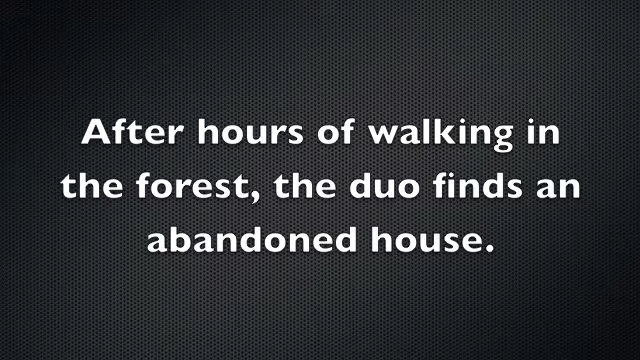 After hours of walking in
the forest, the duo finds an
abandoned house.